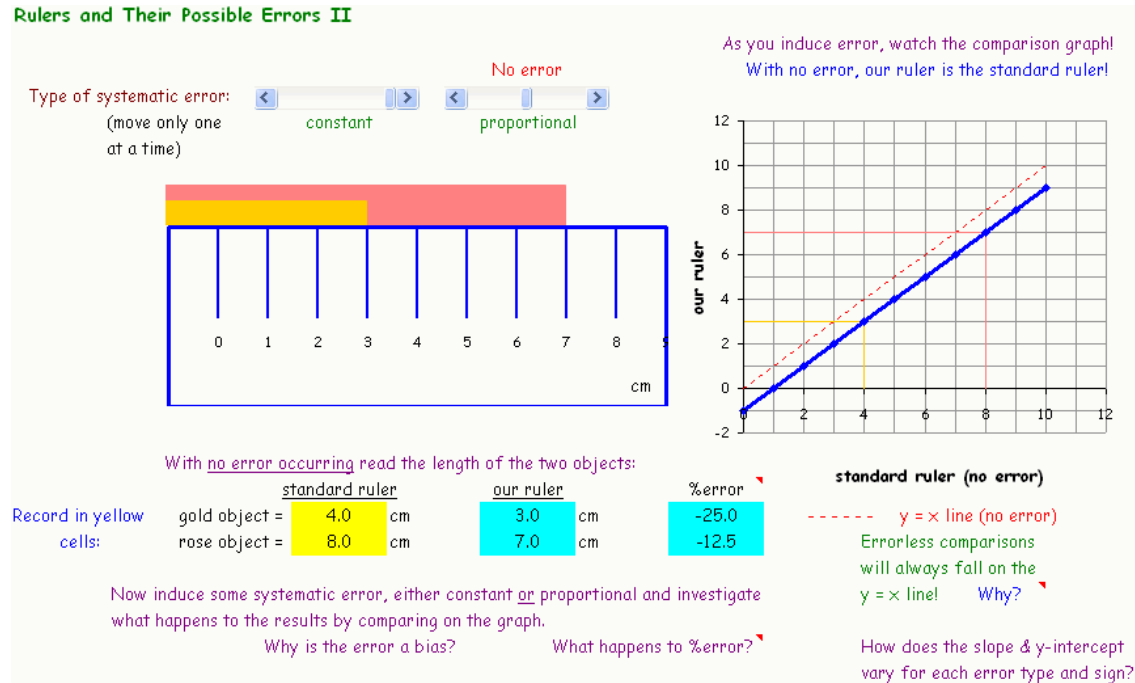 Rulers and Their Possible Errors II
As you induce error, watch the comparison graph!
With no error, our ruler is the standard ruler!
No error
Type of systematic error:
(move only one
at a time)
constant
proportional
0 1 2 3 4 5 6 7 8 9
cm
12
10
8
6
4
2
0
-2
0 2 4 6 8 10 12
our ruler
standard ruler (no error)
With no error occurring read the length of the two objects:
standard ruler our ruler %error
Record in yellow gold object = 4.0 cm 3.0 cm -25.0
cells: rose object = 8.0 cm 7.0 cm -12.5
y = x line (no error)
Errorless comparisons
will always fall on the
y = x line! Why?
Now induce some systematic error, either constant or proportional and investigate
what happens to the results by comparing on the graph.
Why is the error a bias? What happens to %error?
How does the slope & y-intercept
vary for each error type and sign?